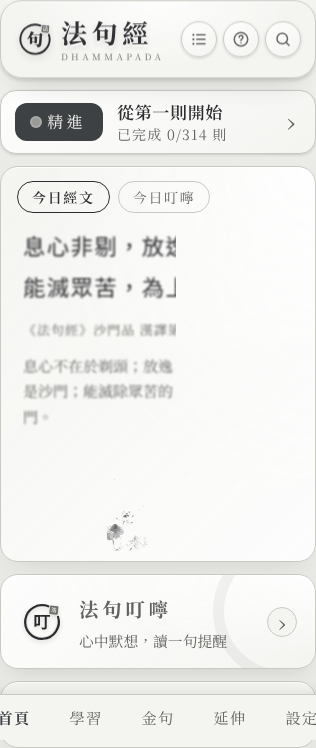 法句經
DHAMMAPADA
精進
從第一則開始
已完成 0/314 則
今日經文
今日叮嚀
息心非剔，放
能滅眾苦，為
《法句經》沙門品 漢譯
息心不在於剃頭；放逸
是沙門；能滅除眾苦的
門。
叮
法句叮嚀
心中默想，讀一句提醒
首頁
學習
金句
延伸
設定